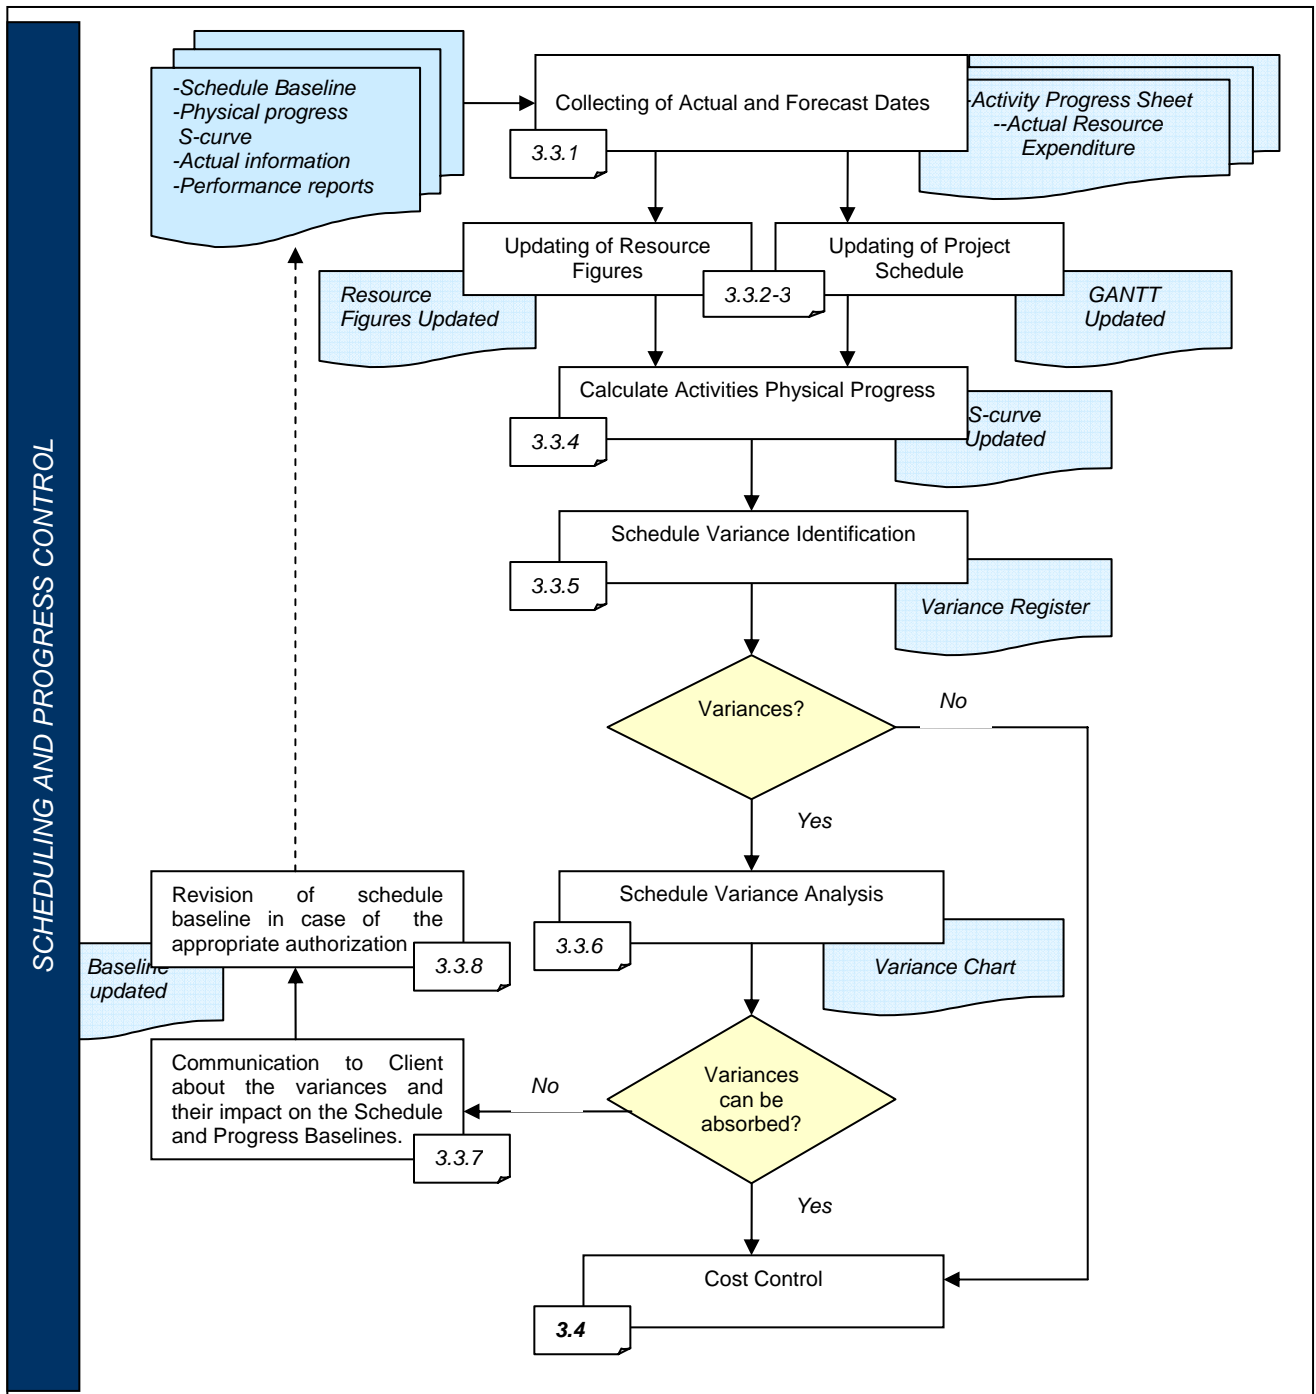 SCHEDULING AND PROGRESS CONTROL
-Schedule Baseline
-Physical progress
S-curve
-Actual information
-Performance reports
Collecting of Actual and Forecast Dates
3.3.1
-Activity Progress Sheet
--Actual Resource
Expenditure
Updating of Resource
Figures
Updating of Project
Schedule
3.3.2-3
Resource
Figures Updated
GANTT
Updated
Calculate Activities Physical Progress
3.3.4
S-curve
Updated
Schedule Variance Identification
3.3.5
Variance Register
Variances?
No
Yes
Schedule Variance Analysis
3.3.6
Variance Chart
Revision of schedule
baseline in case of the
appropriate authorization
3.3.8
Baseline
updated
Communication to Client
about the variances and
their impact on the Schedule
and Progress Baselines.
3.3.7
No
Variances
can be
absorbed?
Yes
Cost Control
3.4